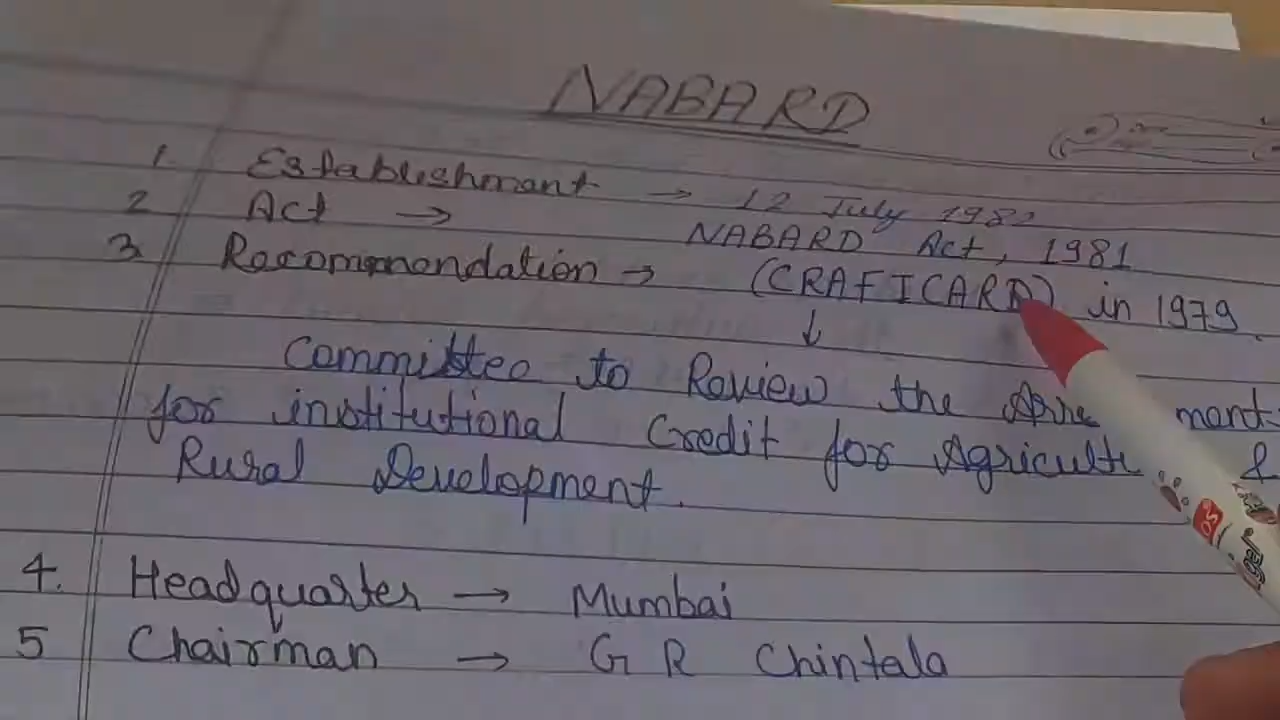 NABARD
1. Establishment → 12 July 1982
2 Act → NABARD Act, 1981
3. Recommendation → (CRAFICARD) in 1979.
↓
Committee to Review the ment
for institutional Credit for &
Rural Development.
4. Headquarter → Mumbai
5 Chairman → G R Chintala